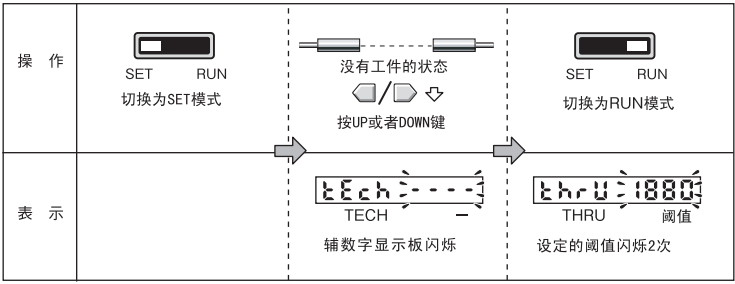 操 作
SET RUN
切换为SET模式
没有工件的状态
/
按UP或者DOWN键
SET RUN
切换为RUN模式
表 示
tEch ----
TECH –
辅数字显示板闪烁
thrU 1880
THRU 阈值
设定的阈值闪烁2次